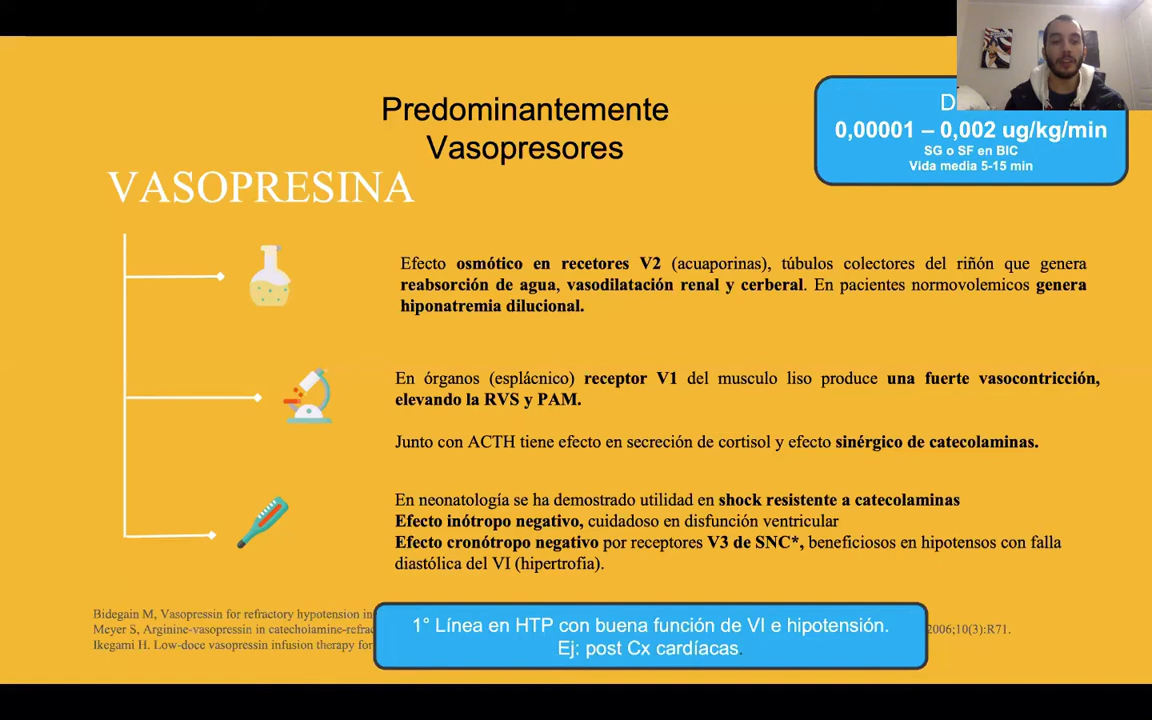 Predominantemente
Vasopresores
VASOPRESINA
0,00001 – 0,002 ug/kg/min
SG o SF en BIC
Vida media 5-15 min
Efecto osmótico en recetores V2 (acuaporinas), túbulos colectores del riñón que genera
reabsorción de agua, vasodilatación renal y cerberal. En pacientes normovolemicos genera
hiponatremia dilucional.
En órganos (esplácnico) receptor V1 del musculo liso produce una fuerte vasocontricción,
elevando la RVS y PAM.
Junto con ACTH tiene efecto en secreción de cortisol y efecto sinérgico de catecolaminas.
En neonatología se ha demostrado utilidad en shock resistente a catecolaminas
Efecto inótropo negativo, cuidadoso en disfunción ventricular
Efecto cronótropo negativo por receptores V3 de SNC*, beneficiosos en hipotensos con falla
diastólica del VI (hipertrofía).
Bidegain M, Vasopressin for refractory hypotension in
Meyer S, Arginine-vasopressin in catecholamine-refrac 2006;10(3):R71.
Ikegami H. Low-doce vasopressin infusion therapy for
1° Línea en HTP con buena función de VI e hipotensión.
Ej: post Cx cardíacas.